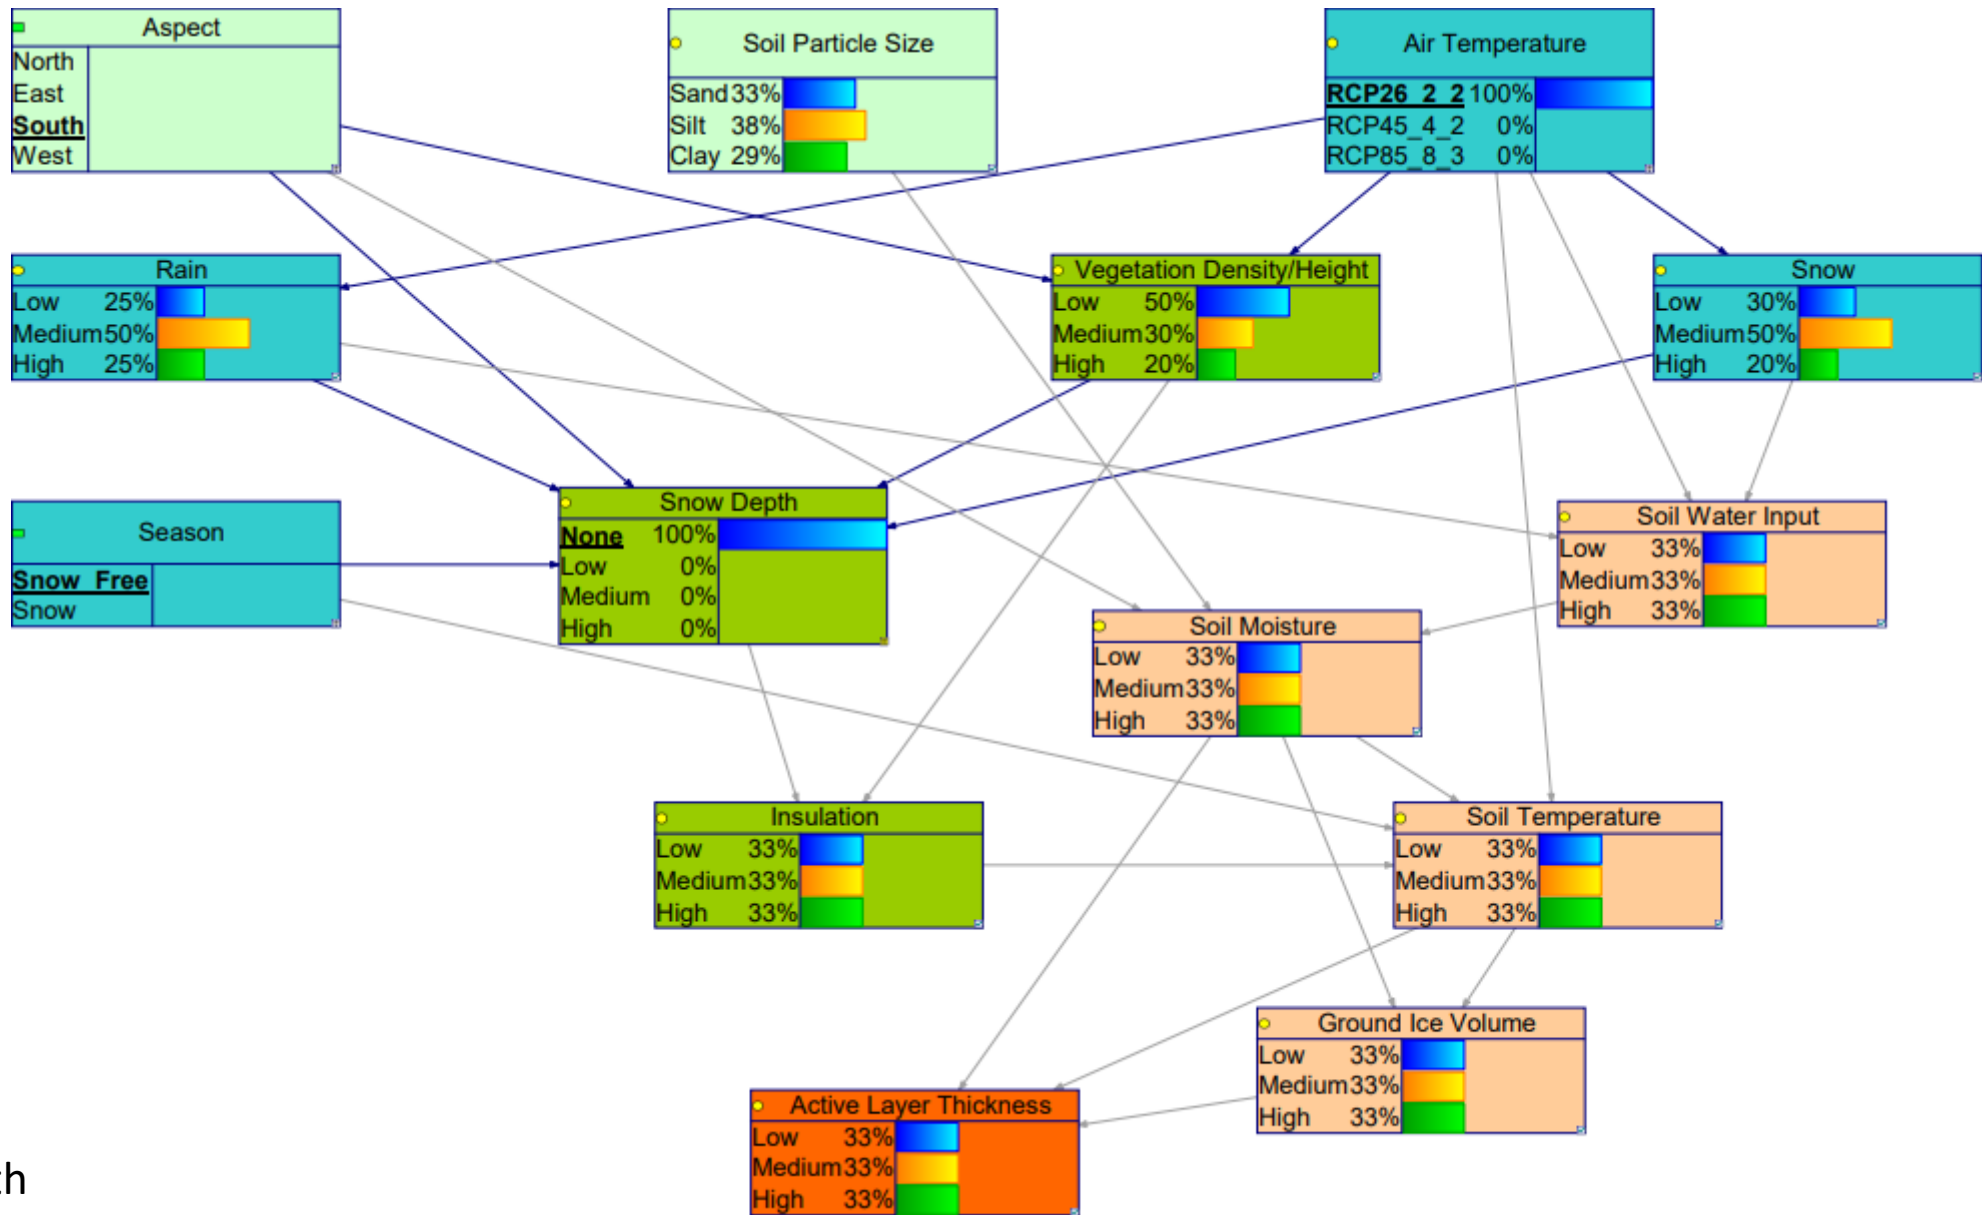 Aspect
North
East
South
West
Soil Particle Size
Sand 33%
Silt 38%
Clay 29%
Air Temperature
RCP26_2_2 100%
RCP45_4_2 0%
RCP85_8_3 0%
Rain
Low 25%
Medium 50%
High 25%
Vegetation Density/Height
Low 50%
Medium 30%
High 20%
Snow
Low 30%
Medium 50%
High 20%
Season
Snow_Free
Snow
Snow Depth
None 100%
Low 0%
Medium 0%
High 0%
Soil Water Input
Low 33%
Medium 33%
High 33%
Soil Moisture
Low 33%
Medium 33%
High 33%
Insulation
Low 33%
Medium 33%
High 33%
Soil Temperature
Low 33%
Medium 33%
High 33%
Ground Ice Volume
Low 33%
Medium 33%
High 33%
Active Layer Thickness
Low 33%
Medium 33%
High 33%